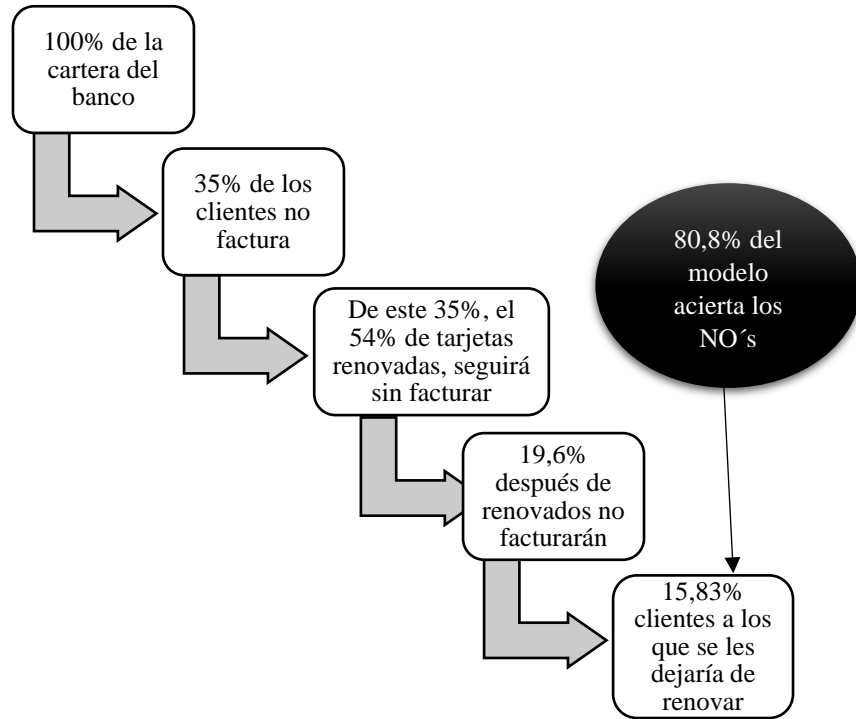 100% de la
cartera del
banco
35% de los
clientes no
factura
80,8% del
modelo
acierta los
NO´s
De este 35%, el
54% de tarjetas
renovadas, seguirá
sin facturar
19,6%
después de
renovados no
facturarán
15,83%
clientes a los
que se les
dejaría de
renovar